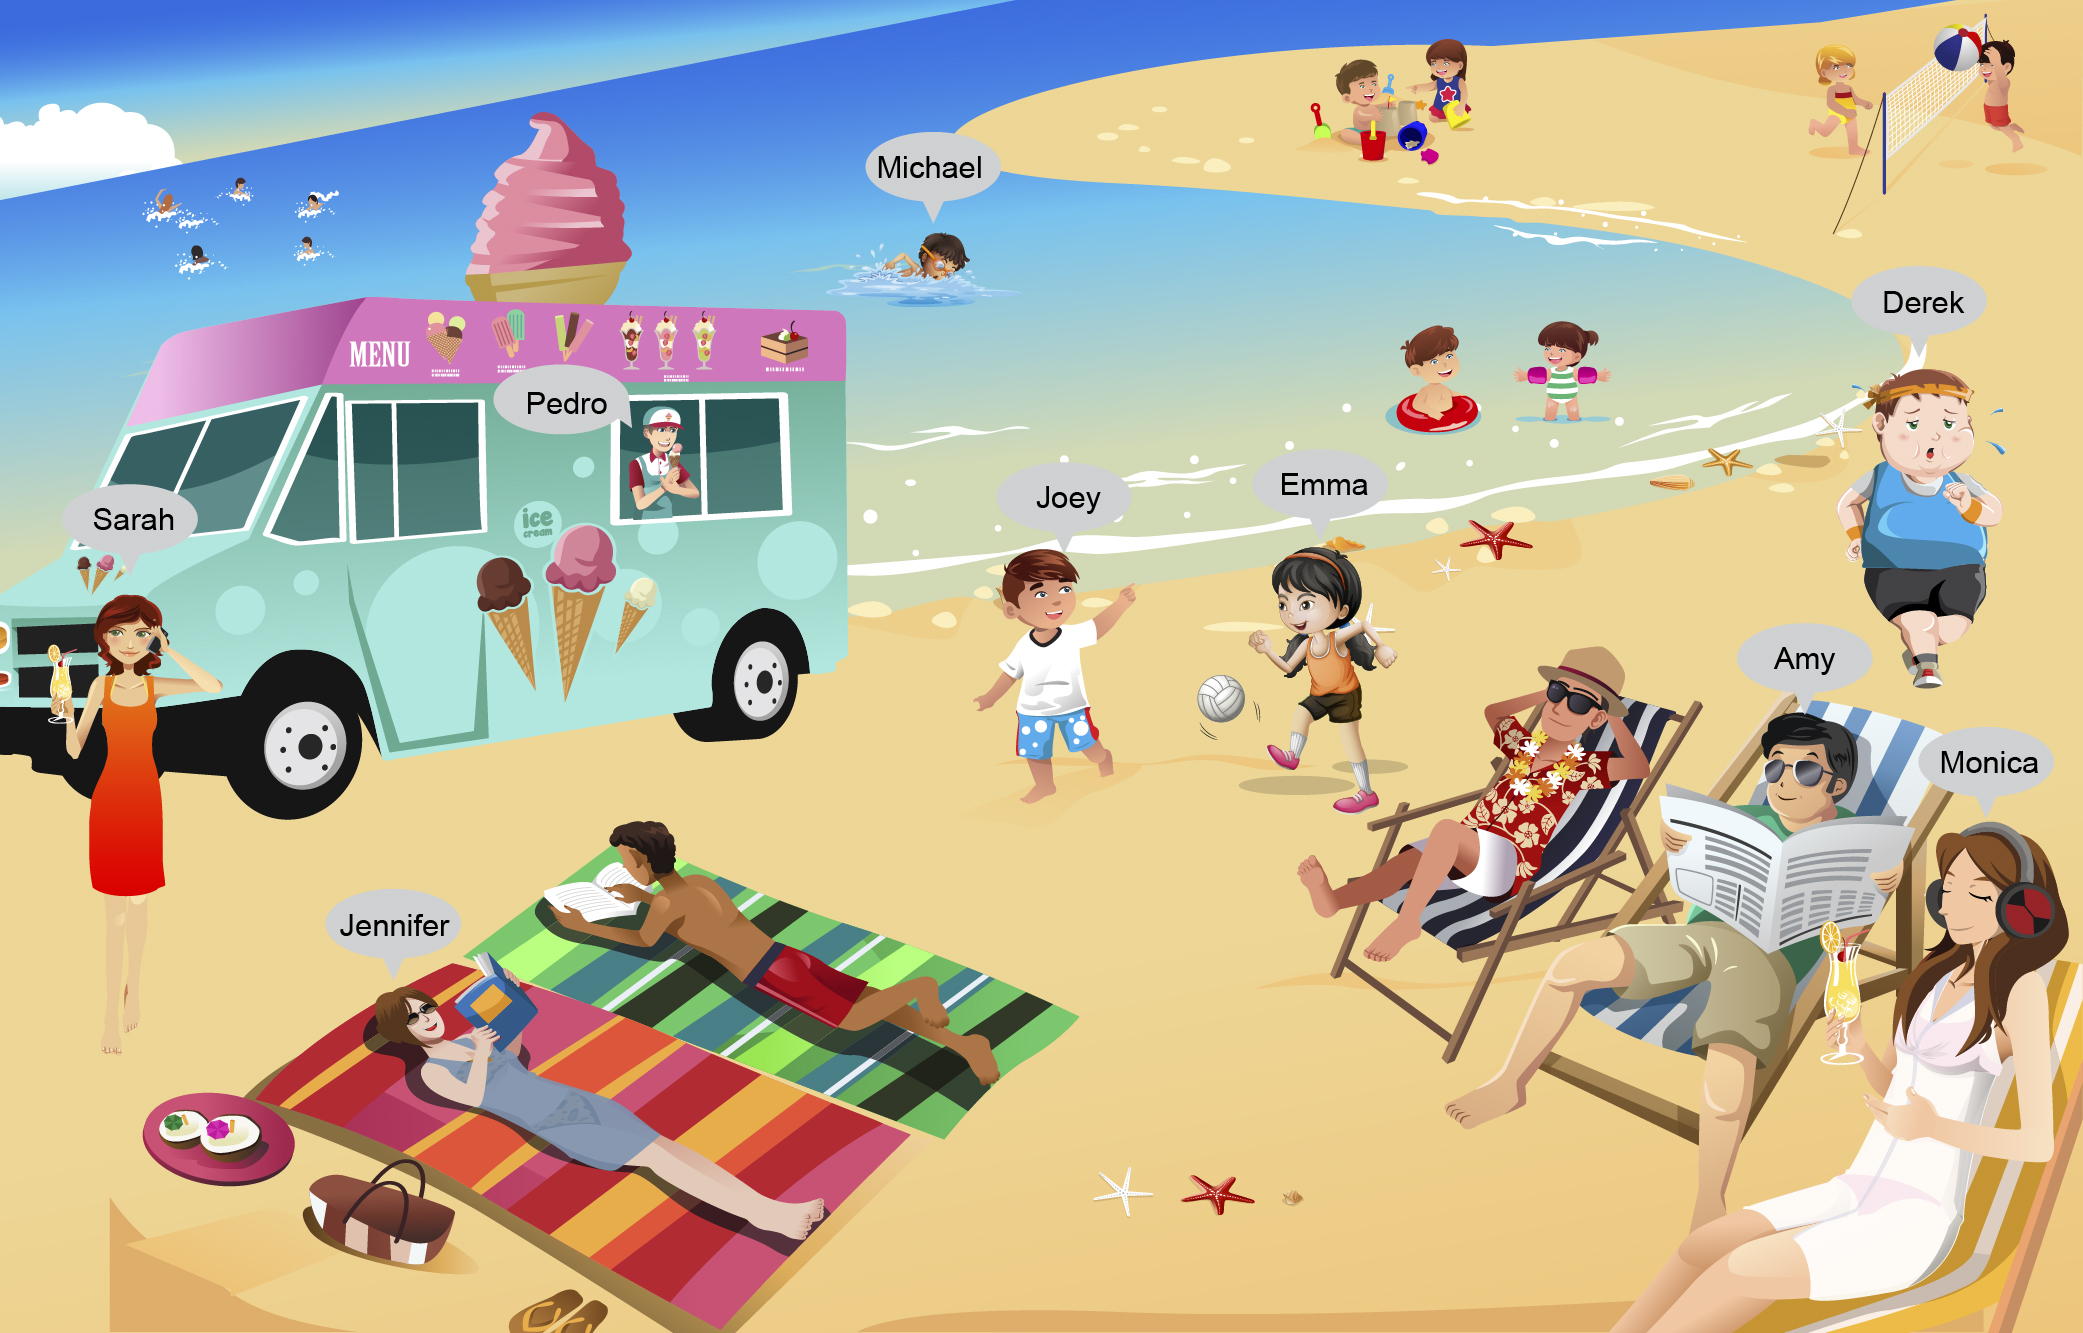 Michael
Derek
MENU
Pedro
Sarah
ice
cream
Joey
Emma
Amy
Monica
Jennifer